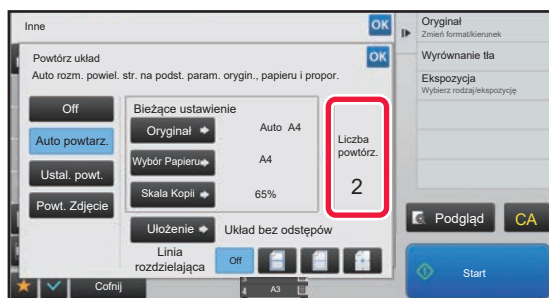 Inne
OK
Powtórz układ
OK
Auto rozm. powiel. str. na podst. param. orygin., papieru i propor.
Off
Auto powtarz.
Ustal. powt.
Powt. Zdjęcie
Bieżące ustawienie
Oryginał
Auto A4
Wybór Papieru
A4
Skala Kopii
65%
Liczba
powtórz.
2
Ułożenie
Układ bez odstępów
Linia
rozdzielająca
Off
Cofnij
4
A3
Oryginał
Zmień format/kierunek
Wyrównanie tła
Ekspozycja
Wybierz rodzaj/ekspozycję
Podgląd
CA
Start